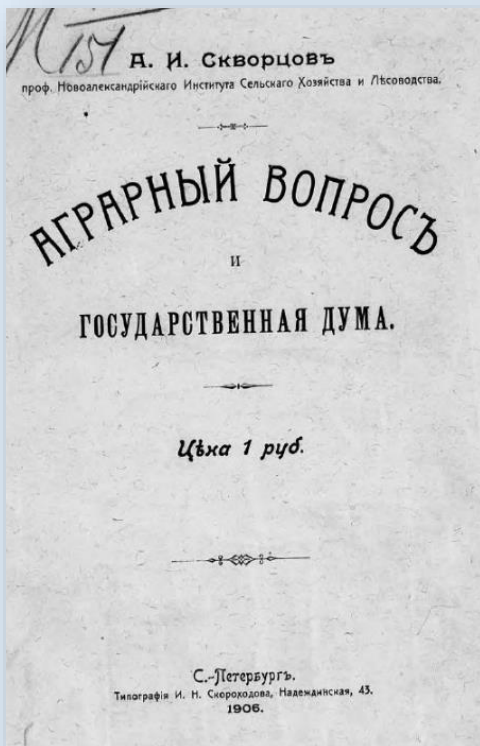 151
А. И. Скворцовъ
проф. Новоалександрійскаго Института Сельскаго Хозяйства и Лѣсоводства.
АГРАРНЫЙ ВОПРОСЪ
и
ГОСУДАРСТВЕННАЯ ДУМА.
Цѣна 1 руб.
С.-Петербургъ.
Типографія И. Н. Скороходова, Надеждинская, 43.
1906.